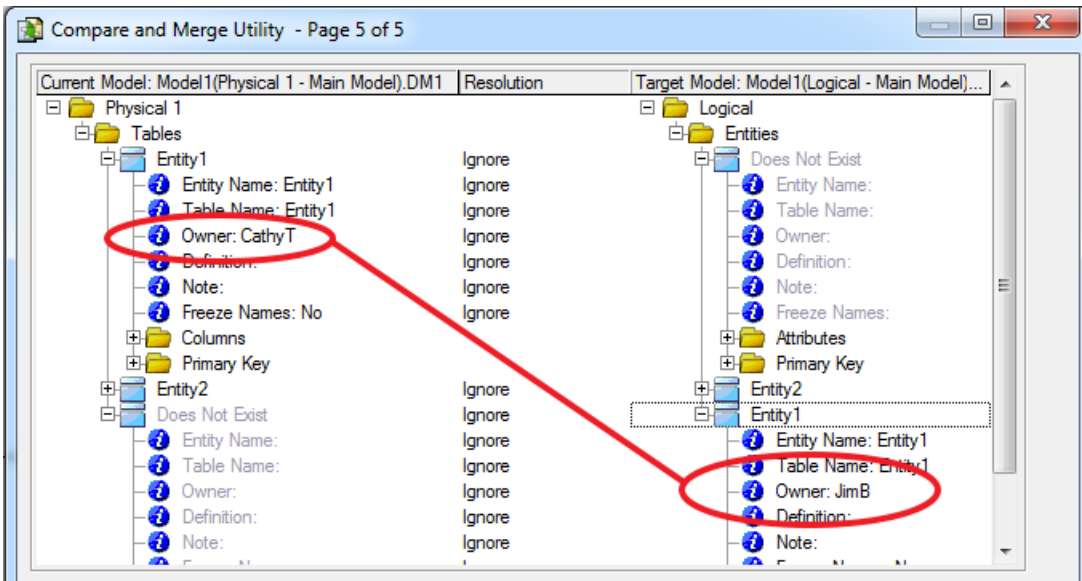 Compare and Merge Utility - Page 5 of 5
Current Model: Model1(Physical 1 - Main Model).DM1 Resolution Target Model: Model1(Logical - Main Model)...
Physical 1 Logical
Tables Entities
Entity1 Ignore Does Not Exist
Entity Name: Entity1 Ignore Entity Name:
Table Name: Entity1 Ignore Table Name:
Owner: CathyT Ignore Owner:
Definition: Ignore Definition:
Note: Ignore Note:
Freeze Names: No Ignore Freeze Names:
Columns Attributes
Primary Key Primary Key
Entity2 Ignore Entity2
Does Not Exist Ignore Entity1
Entity Name: Ignore Entity Name: Entity1
Table Name: Ignore Table Name: Entity1
Owner: Ignore Owner: JimB
Definition: Ignore Definition:
Note: Ignore Note: